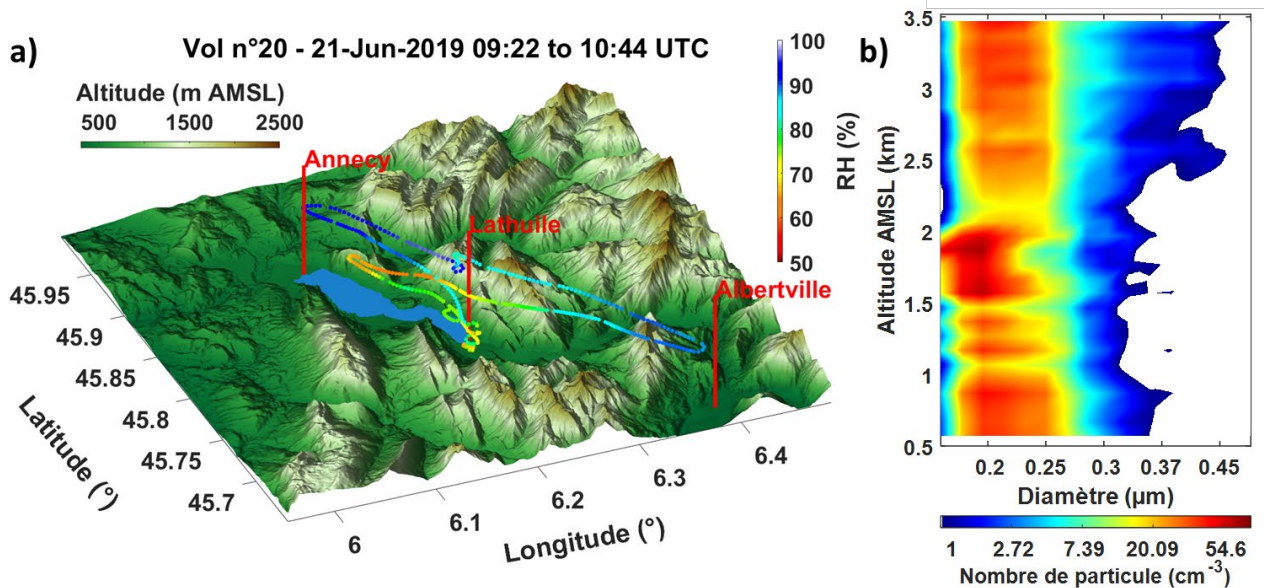 a)
Vol n°20 - 21-Jun-2019 09:22 to 10:44 UTC
Altitude (m AMSL)
500 1500 2500
Annecy
Lathuile
Albertville
100
90
80
70
60
50
RH (%)
45.95
45.9
45.85
45.8
45.75
45.7
Latitude (°)
6 6.1 6.2 6.3 6.4
Longitude (°)
b)
3.5
3
2.5
2
1.5
1
0.5
Altitude AMSL (km)
0.2 0.25 0.3 0.37 0.45
Diamètre (µm)
1 2.72 7.39 20.09 54.6
Nombre de particule (cm⁻³)